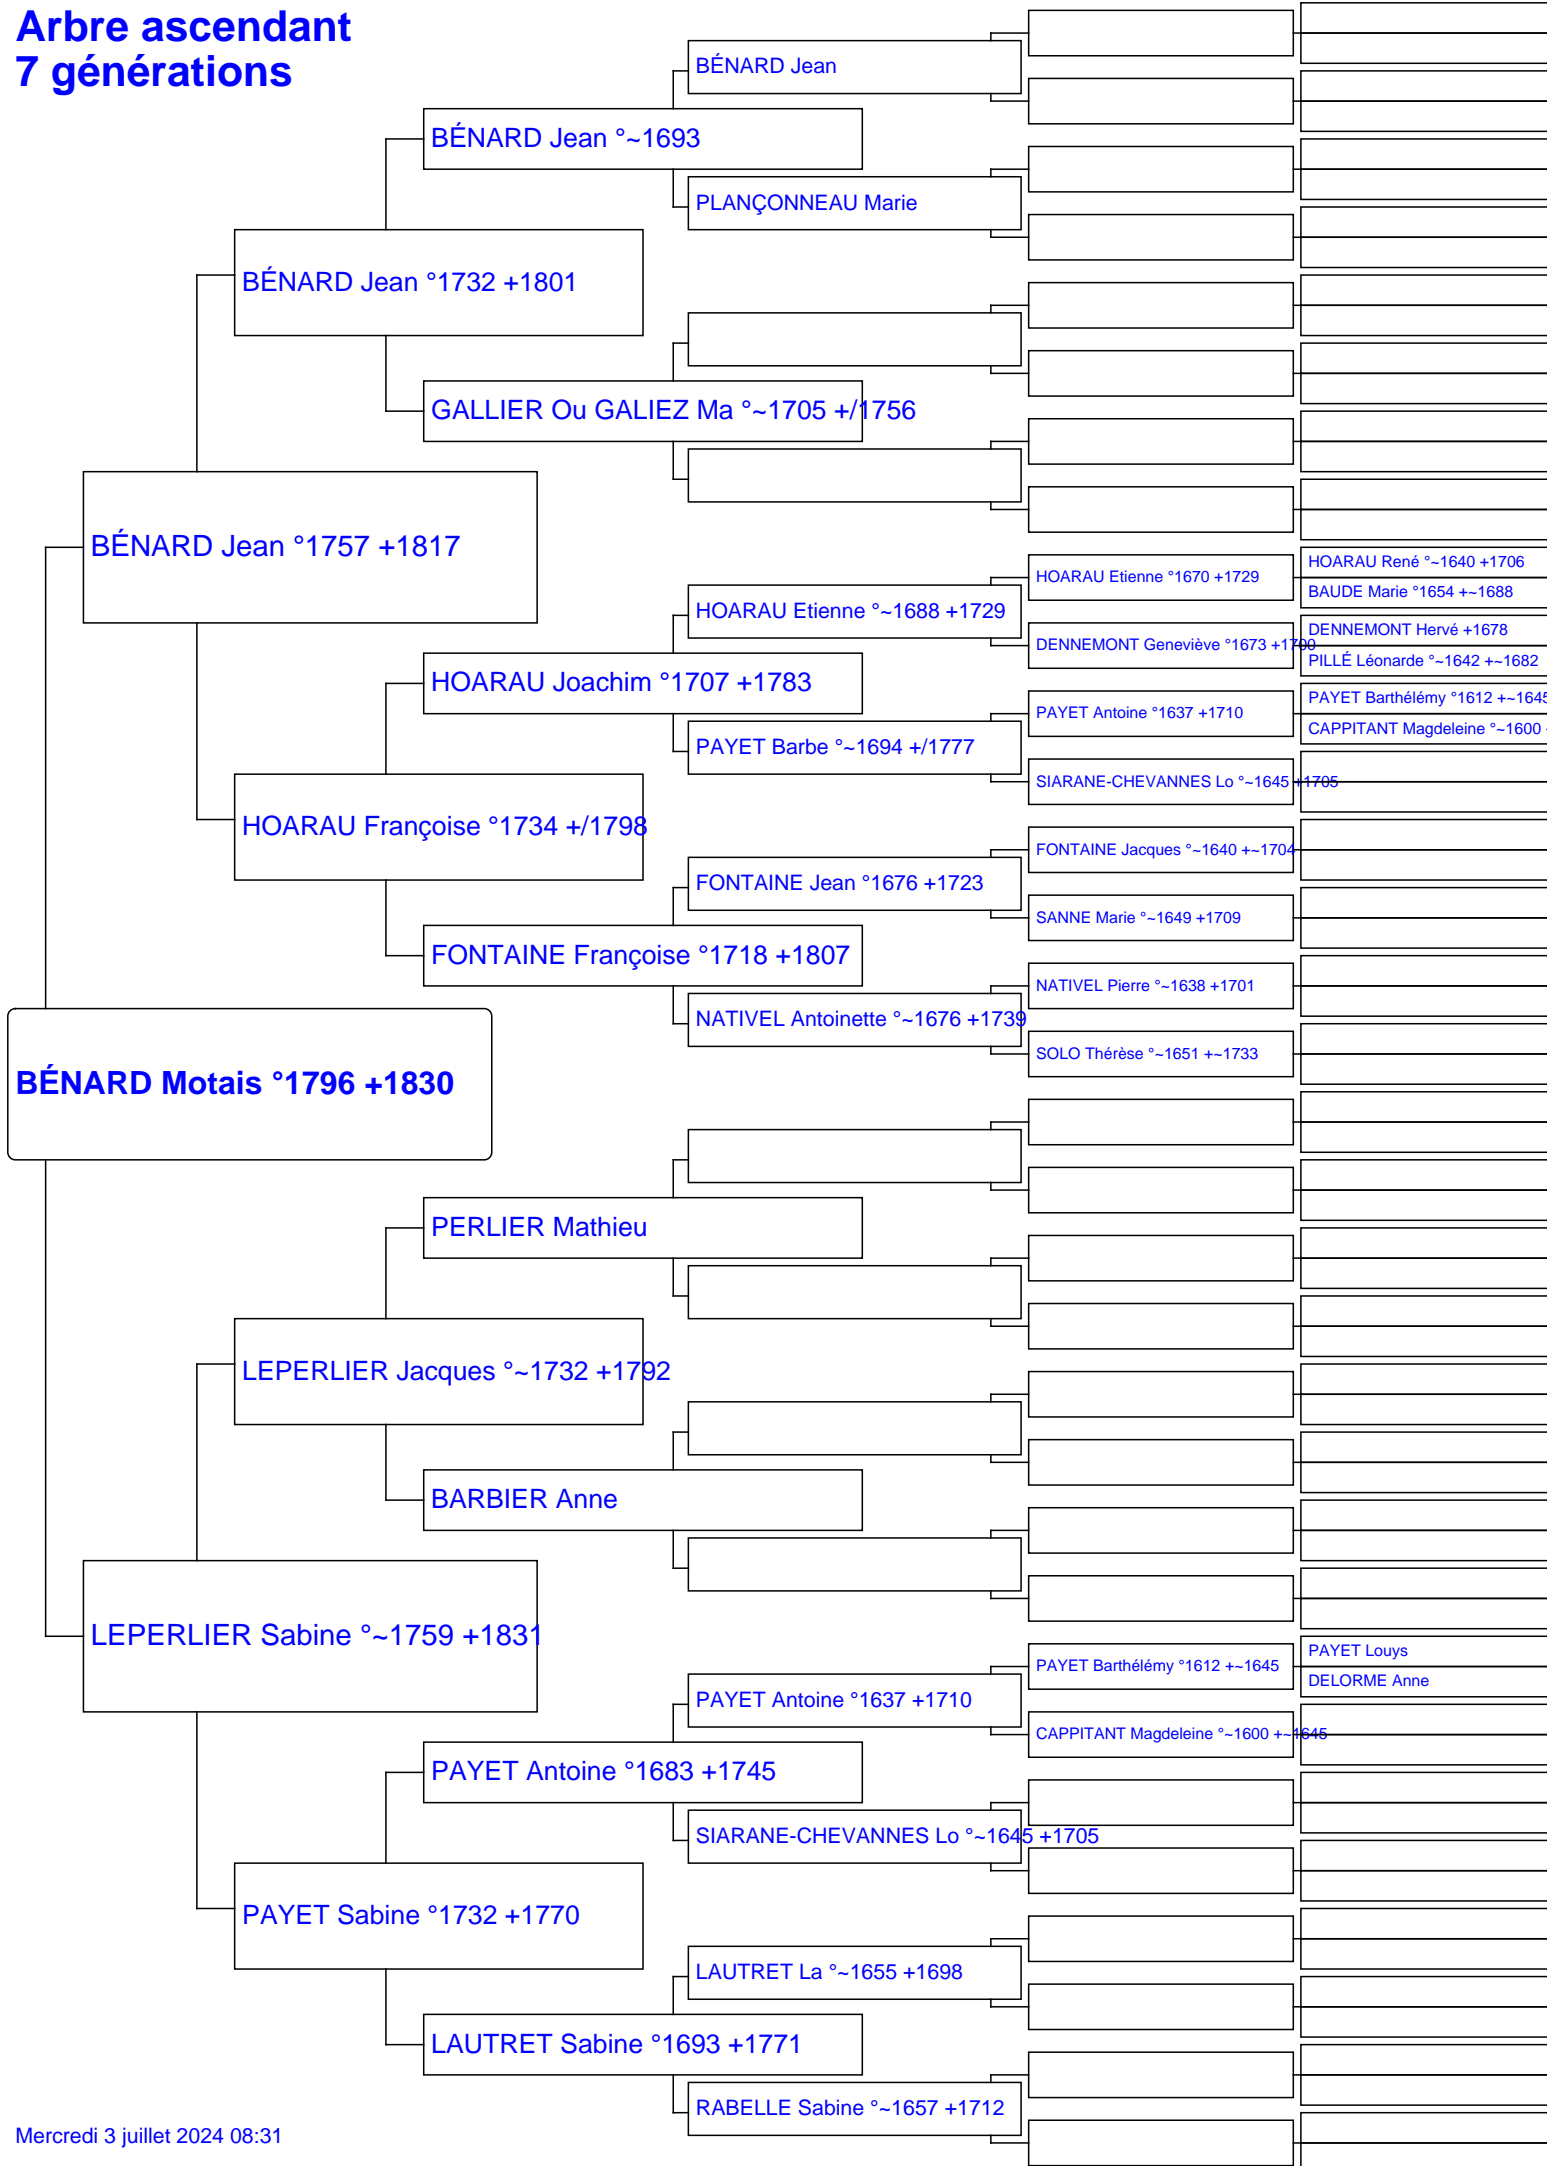 Arbre ascendant
7 générations
BÉNARD Jean
BÉNARD Jean °~1693
PLANÇONNEAU Marie
BÉNARD Jean °1732 +1801
GALLIER Ou GALIEZ Ma °~1705 +/1756
BÉNARD Jean °1757 +1817
HOARAU René °~1640 +1706
HOARAU Etienne °1670 +1729
BAUDE Marie °1654 +~1688
HOARAU Etienne °~1688 +1729
DENNEMONT Hervé +1678
DENNEMONT Geneviève °1673 +1700
PILLÉ Léonarde °~1642 +~1682
HOARAU Joachim °1707 +1783
PAYET Barthélémy °1612 +~1645
PAYET Antoine °1637 +1710
CAPPITANT Magdeleine °~1600
PAYET Barbe °~1694 +/1777
SIARANE-CHEVANNES Lo °~1645 +1705
HOARAU Françoise °1734 +/1798
FONTAINE Jacques °~1640 +~1704
FONTAINE Jean °1676 +1723
SANNE Marie °~1649 +1709
FONTAINE Françoise °1718 +1807
NATIVEL Pierre °~1638 +1701
NATIVEL Antoinette °~1676 +1739
SOLO Thérèse °~1651 +~1733
BÉNARD Motais °1796 +1830
PERLIER Mathieu
LEPERLIER Jacques °~1732 +1792
BARBIER Anne
LEPERLIER Sabine °~1759 +1831
PAYET Louys
PAYET Barthélémy °1612 +~1645
DELORME Anne
PAYET Antoine °1637 +1710
CAPPITANT Magdeleine °~1600 +~1645
PAYET Antoine °1683 +1745
SIARANE-CHEVANNES Lo °~1645 +1705
PAYET Sabine °1732 +1770
LAUTRET La °~1655 +1698
LAUTRET Sabine °1693 +1771
RABELLE Sabine °~1657 +1712
Mercredi 3 juillet 2024 08:31